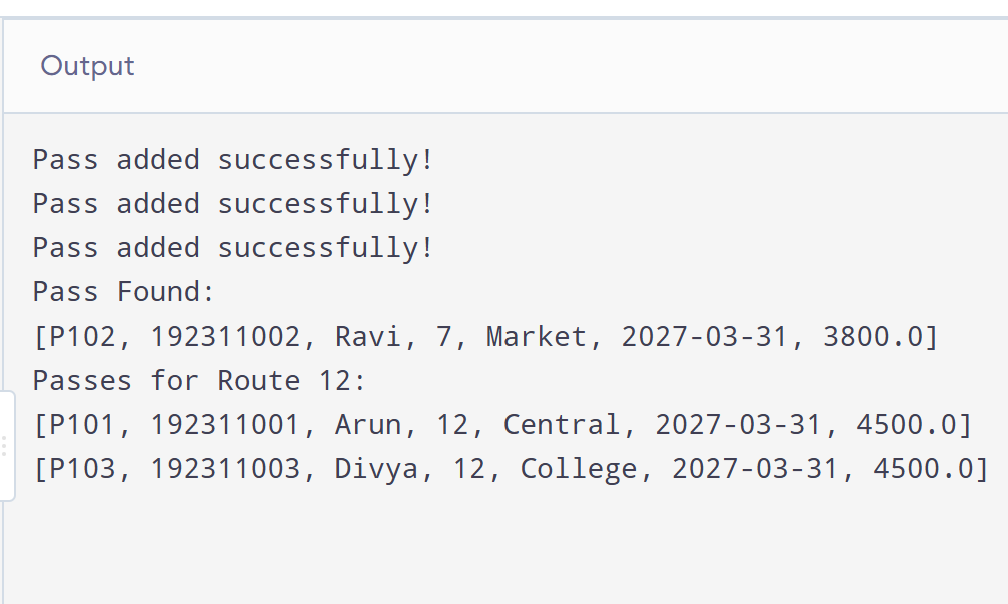 Output
Pass added successfully!
Pass added successfully!
Pass added successfully!
Pass Found:
[P102, 192311002, Ravi, 7, Market, 2027-03-31, 3800.0]
Passes for Route 12:
[P101, 192311001, Arun, 12, Central, 2027-03-31, 4500.0]
[P103, 192311003, Divya, 12, College, 2027-03-31, 4500.0]